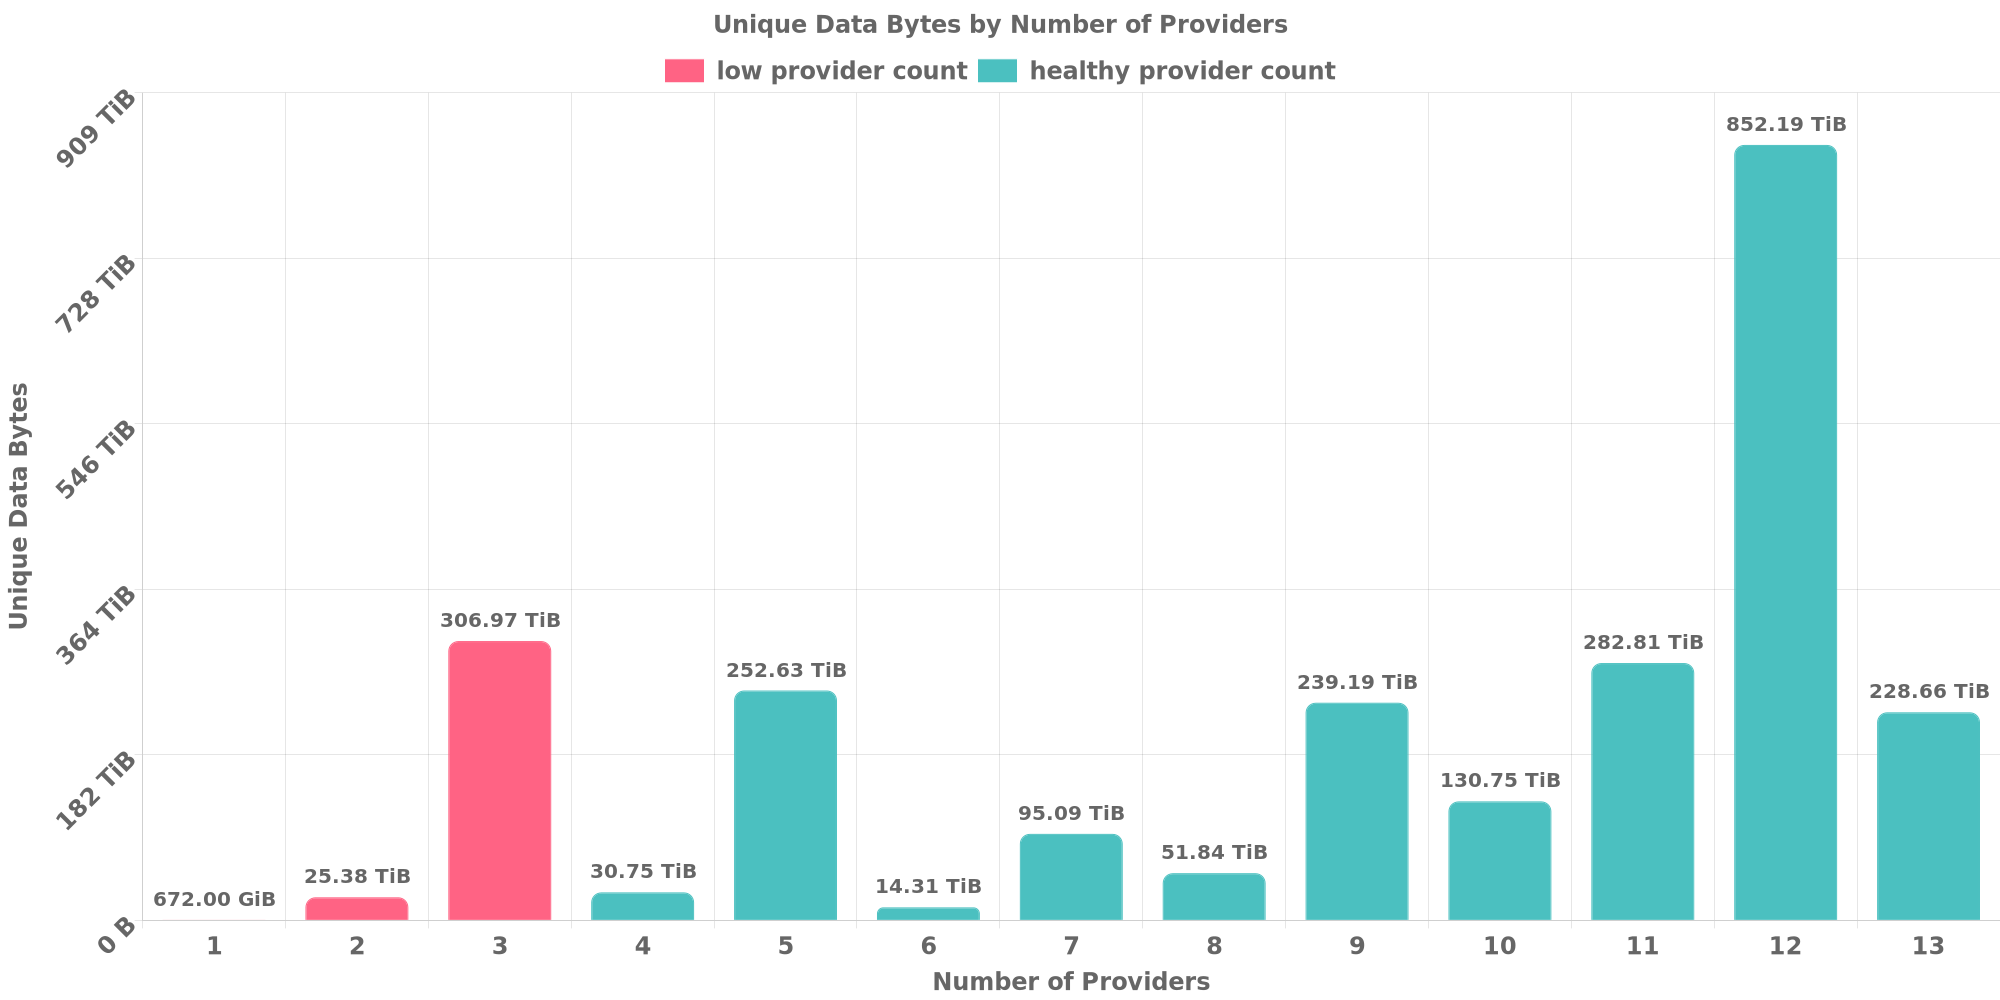 Unique Data Bytes by Number of Providers
low provider count
healthy provider count
Unique Data Bytes
909 TiB
728 TiB
546 TiB
364 TiB
182 TiB
0 B
672.00 GiB
25.38 TiB
306.97 TiB
30.75 TiB
252.63 TiB
14.31 TiB
95.09 TiB
51.84 TiB
239.19 TiB
130.75 TiB
282.81 TiB
852.19 TiB
228.66 TiB
1 2 3 4 5 6 7 8 9 10 11 12 13
Number of Providers